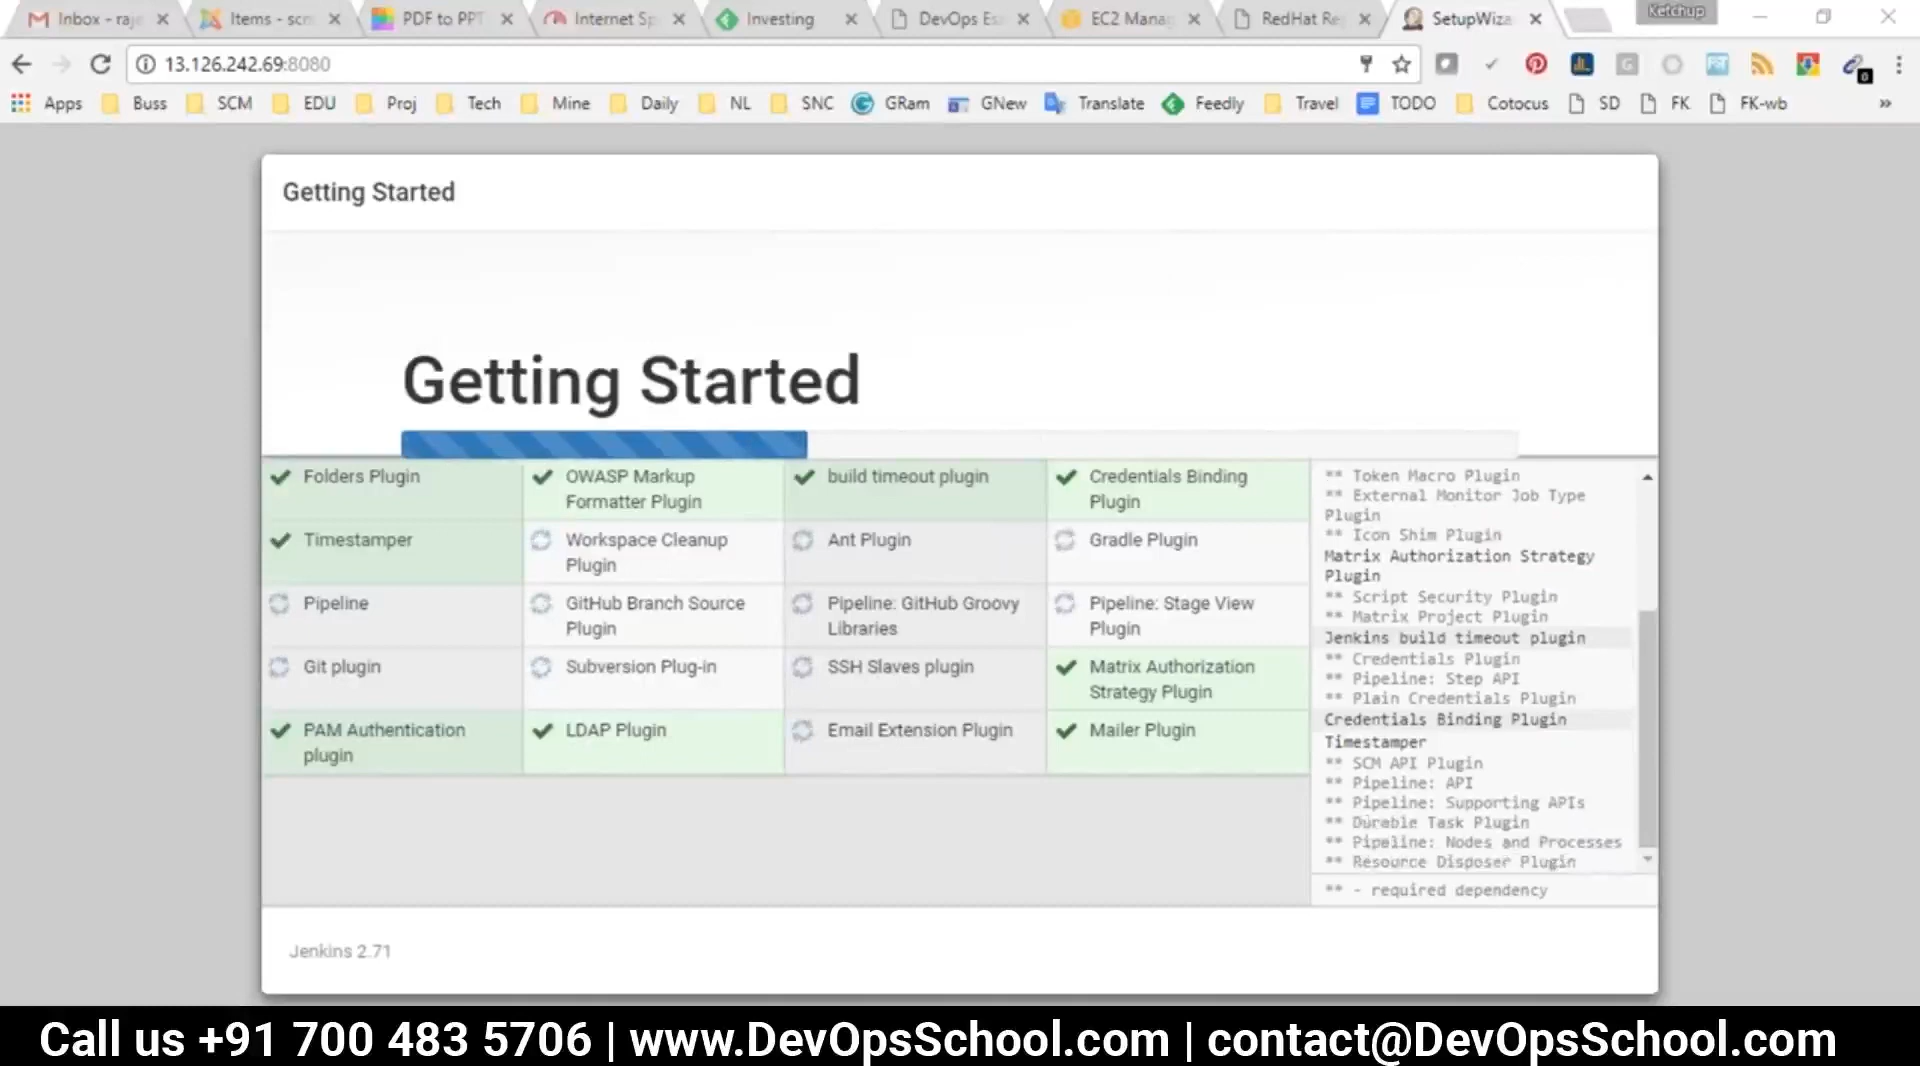 Inbox - raje
Items - scm
PDF to PPT
Internet Sp
Investing
DevOps Es
EC2 Manag
RedHat Re
SetupWiza
Ketchup
13.126.242.69:8080
0
Apps
Buss
SCM
EDU
Proj
Tech
Mine
Daily
NL
SNC
GRam
GNew
Translate
Feedly
Travel
TODO
Cotocus
SD
FK
FK-wb
»
Getting Started
Getting Started
Folders Plugin
OWASP Markup
Formatter Plugin
build timeout plugin
Credentials Binding
Plugin
Timestamper
Workspace Cleanup
Plugin
Ant Plugin
Gradle Plugin
Pipeline
GitHub Branch Source
Plugin
Pipeline: GitHub Groovy
Libraries
Pipeline: Stage View
Plugin
Git plugin
Subversion Plug-in
SSH Slaves plugin
Matrix Authorization
Strategy Plugin
PAM Authentication
plugin
LDAP Plugin
Email Extension Plugin
Mailer Plugin
** Token Macro Plugin
** External Monitor Job Type
Plugin
** Icon Shim Plugin
Matrix Authorization Strategy
Plugin
** Script Security Plugin
** Matrix Project Plugin
Jenkins build timeout plugin
** Credentials Plugin
** Pipeline: Step API
** Plain Credentials Plugin
Credentials Binding Plugin
Timestamper
** SCM API Plugin
** Pipeline: API
** Pipeline: Supporting APIs
** Durable Task Plugin
** Pipeline: Nodes and Processes
** Resource Disposer Plugin
** - required dependency
Jenkins 2.71
Call us +91 700 483 5706 | www.DevOpsSchool.com | contact@DevOpsSchool.com